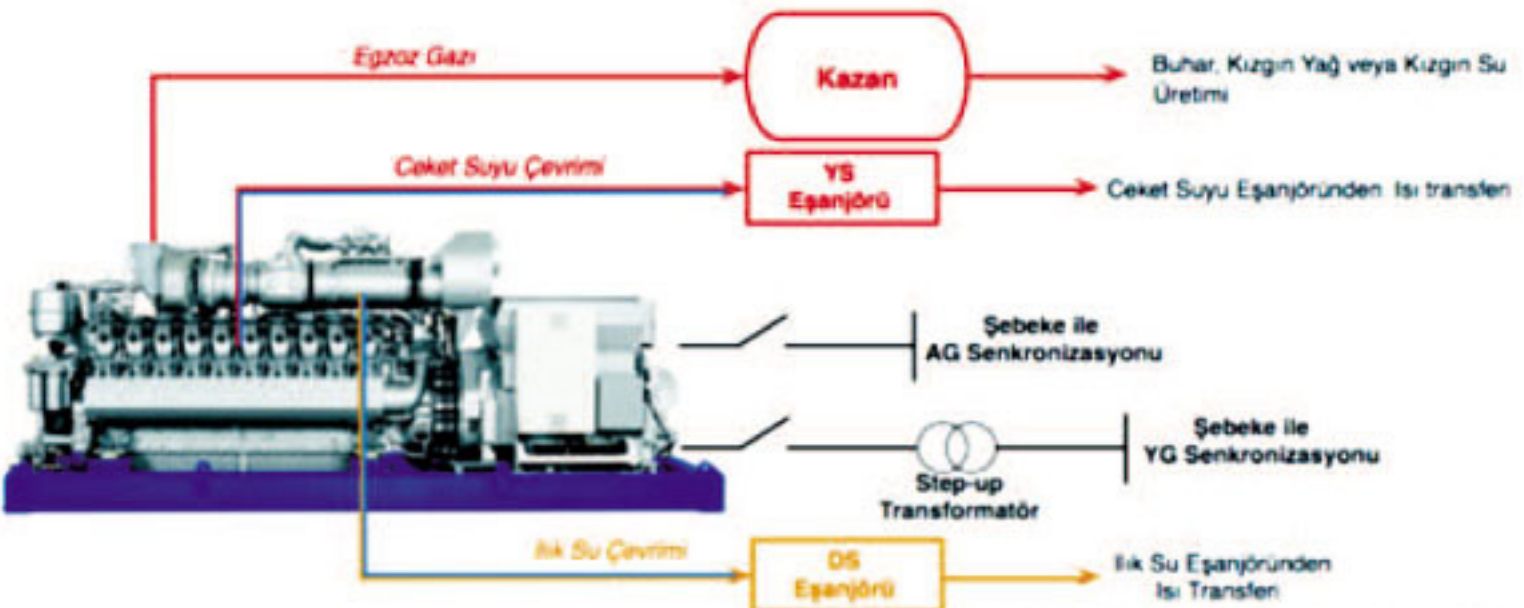 Egzoz Gazı
Kazan
Buhar, Kızgın Yağ veya Kızgın Su
Üretimi
Ceket Suyu Çevrimi
YS
Eşanjörü
Ceket Suyu Eşanjöründen Isı transferi
Şebeke ile
AG Senkronizasyonu
Şebeke ile
YG Senkronizasyonu
Step-up
Transformatör
Ilık Su Çevrimi
DS
Eşanjörü
Ilık Su Eşanjöründen
Isı Transferi